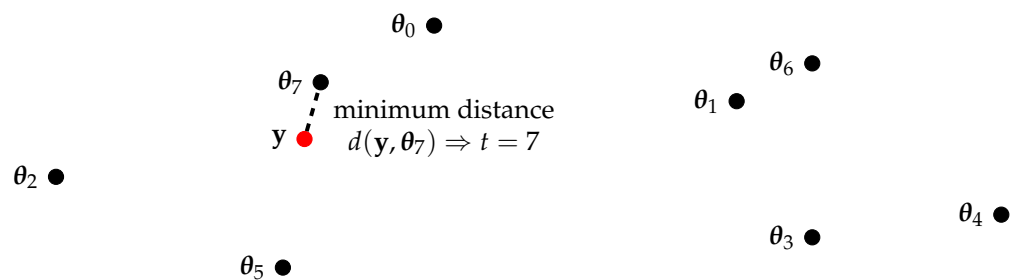 θ₀
θ₆
θ₇
θ₁
minimum distance
y
d(y, θ₇) ⇒ t = 7
θ₂
θ₄
θ₃
θ₅